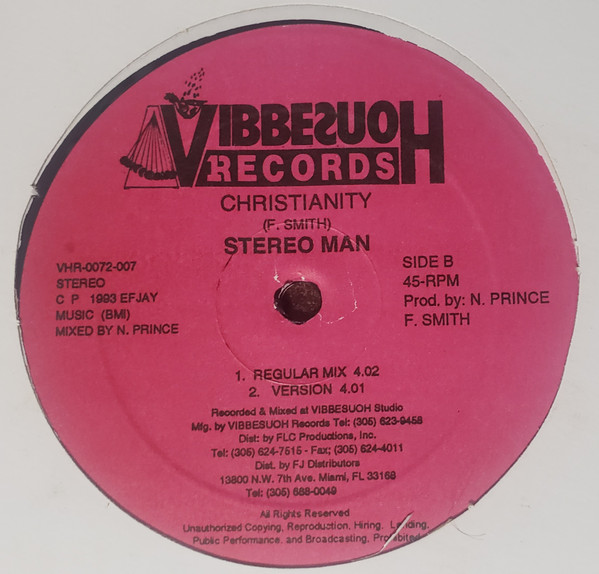 VIBBESUOH
RECORDS
CHRISTIANITY
(F. SMITH)
STEREO MAN
VHR-0072-007
STEREO
C P 1993 EFJAY
MUSIC (BMI)
MIXED BY N. PRINCE
SIDE B
45-RPM
Prod. by: N. PRINCE
F. SMITH
1. REGULAR MIX 4.02
2. VERSION 4.01
Recorded & Mixed at VIBBESUOH Studio
Mfg. by VIBBESUOH Records Tel: (305) 623-9456
Dist: by FLC Productions, Inc.
Tel: (305) 624-7515 - Fax; (305) 624-4011
Dist. by FJ Distributors
13800 N.W. 7th Ave. Miami, FL 33168
Tel: (305) 688-0049
All Rights Reserved
Unauthorized Copying, Reproduction, Hiring, Lending,
Public Performance, and Broadcasting, Prohibited